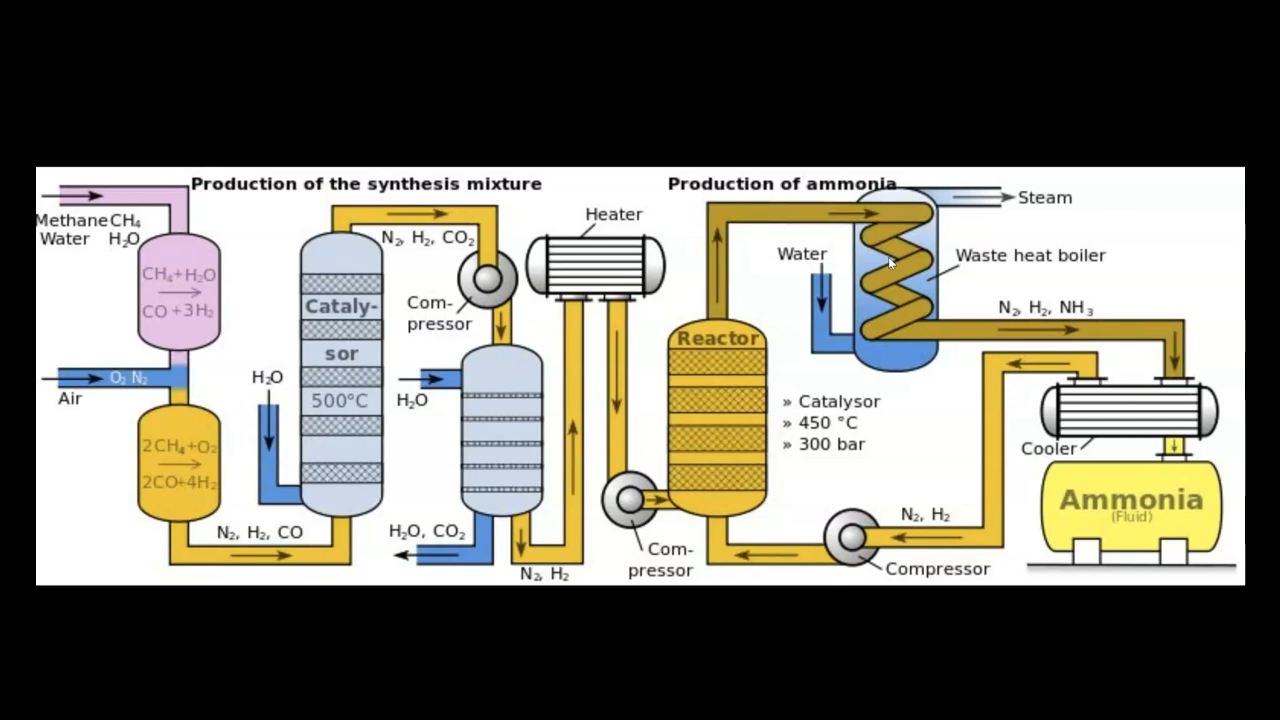 Production of the synthesis mixture
Production of ammonia
Methane CH₄
Water H₂O
CH₄+H₂O
CO+3H₂
O₂ N₂
Air
2CH₄+O₂
2CO+4H₂
N₂, H₂, CO
H₂O
Cataly-
sor
500°C
N₂, H₂, CO₂
Com-
pressor
H₂O
H₂O, CO₂
N₂, H₂
Heater
Com-
pressor
Reactor
» Catalysor
» 450 °C
» 300 bar
Water
Steam
Waste heat boiler
N₂, H₂, NH₃
Cooler
Ammonia
(Fluid)
N₂, H₂
Compressor